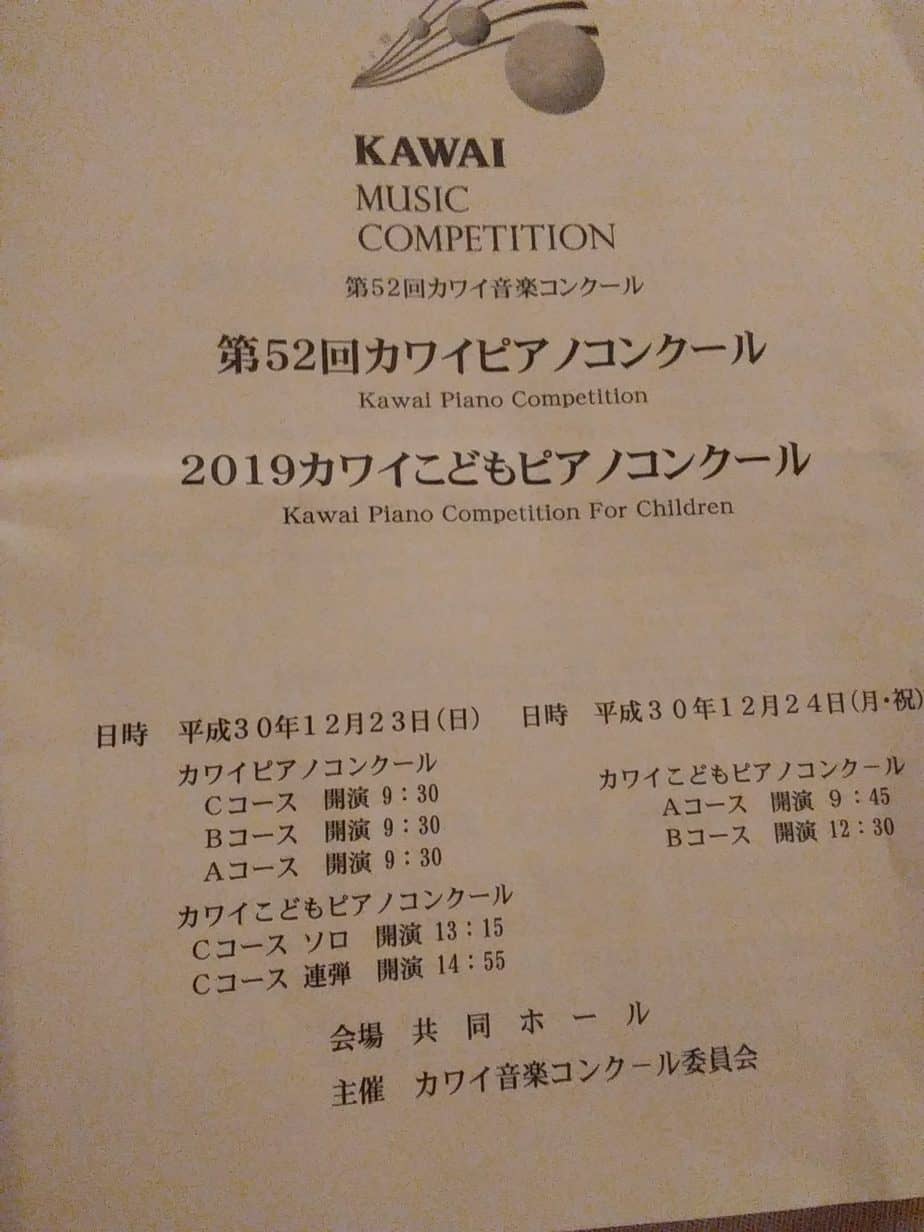 KAWAI
MUSIC
COMPETITION
第52回カワイ音楽コンクール
第52回カワイピアノコンクール
Kawai Piano Competition
2019カワイこどもピアノコンクール
Kawai Piano Competition For Children
日時 平成30年12月23日(日)
カワイピアノコンクール
Cコース 開演 9:30
Bコース 開演 9:30
Aコース 開演 9:30
カワイこどもピアノコンクール
Cコース ソロ 開演 13:15
Cコース 連弾 開演 14:55
日時 平成30年12月24日(月・祝)
カワイこどもピアノコンクール
Aコース 開演 9:45
Bコース 開演 12:30
会場 共同ホール
主催 カワイ音楽コンクール委員会